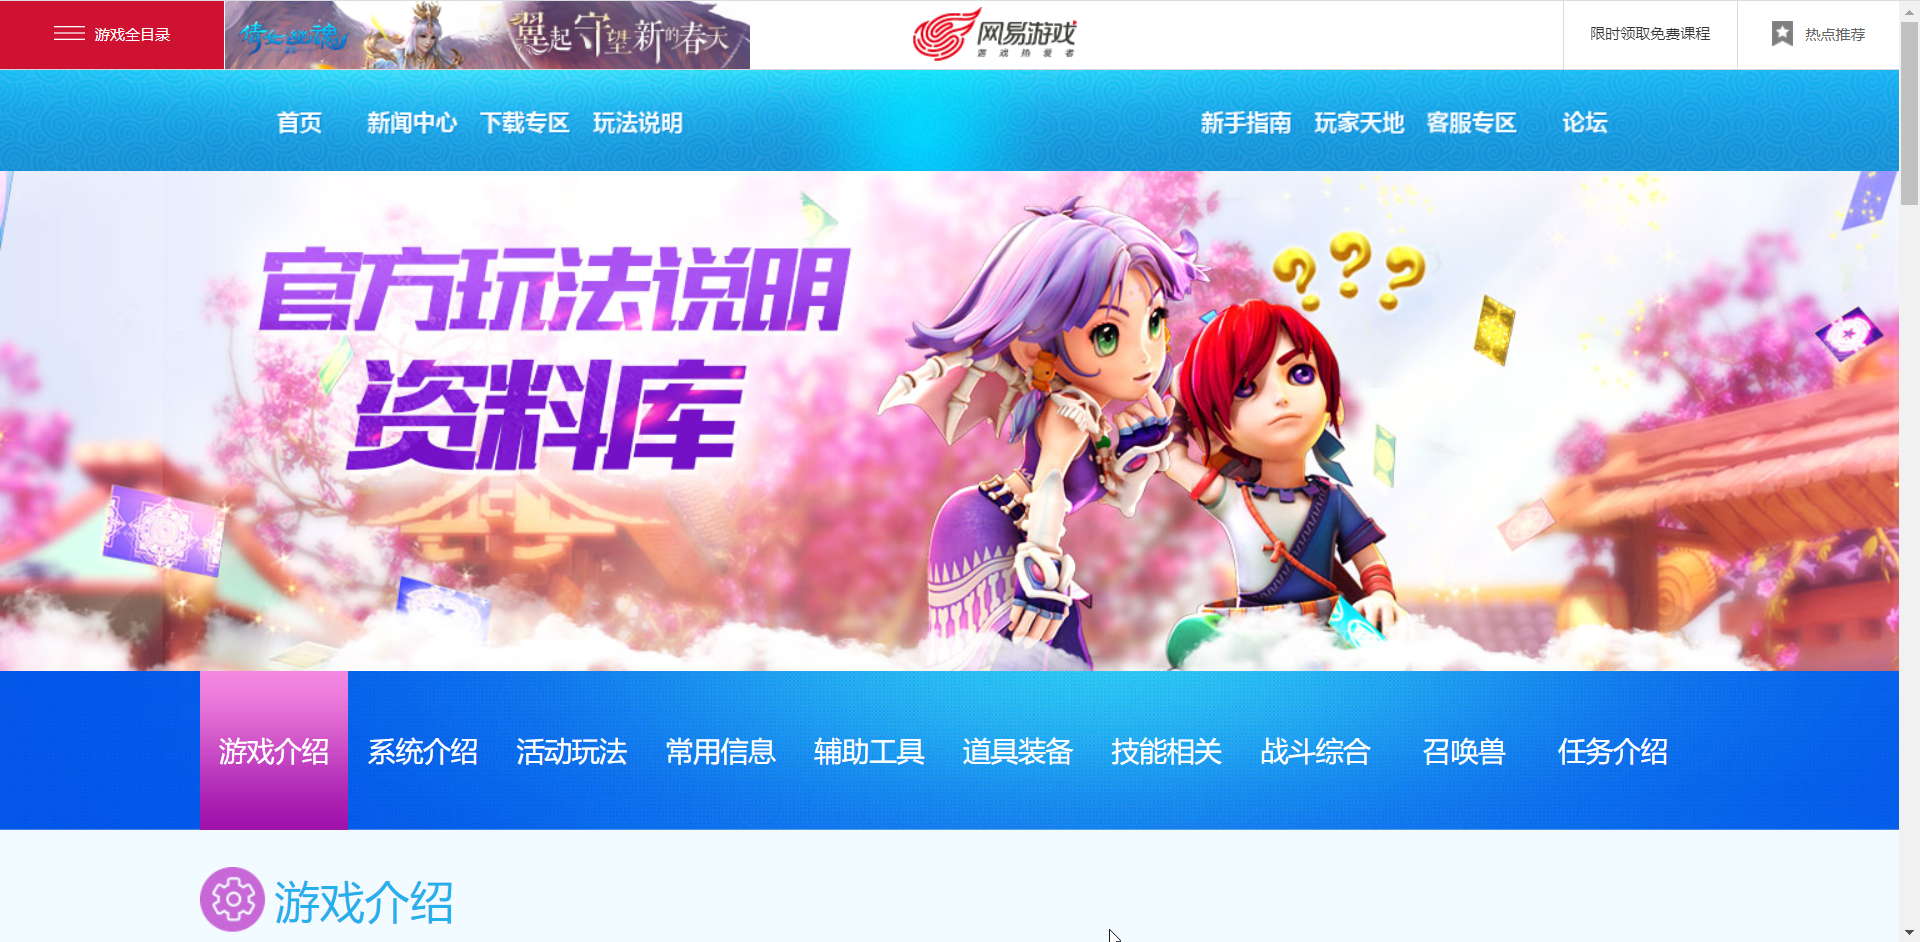 游戏全目录
倩女幽魂
翼起守望新的春天
网易游戏
游戏热爱者
限时领取免费课程
热点推荐
首页 新闻中心 下载专区 玩法说明 新手指南 玩家天地 客服专区 论坛
官方玩法说明
资料库
???
游戏介绍 系统介绍 活动玩法 常用信息 辅助工具 道具装备 技能相关 战斗综合 召唤兽 任务介绍
游戏介绍